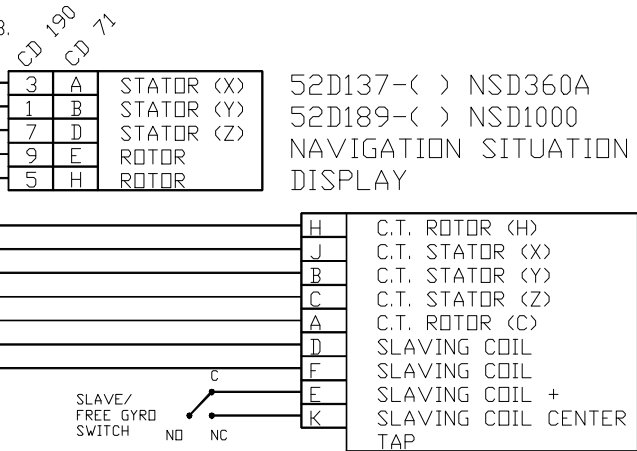 3.
CD 190
CD 71
3 A STATOR (X)
1 B STATOR (Y)
7 D STATOR (Z)
9 E ROTOR
5 H ROTOR
52D137-( ) NSD360A
52D189-( ) NSD1000
NAVIGATION SITUATION
DISPLAY
H C.T. ROTOR (H)
J C.T. STATOR (X)
B C.T. STATOR (Y)
C C.T. STATOR (Z)
A C.T. ROTOR (C)
D SLAVING COIL
F SLAVING COIL
E SLAVING COIL +
K SLAVING COIL CENTER
TAP
C
SLAVE/
FREE GYRO
SWITCH
NO NC